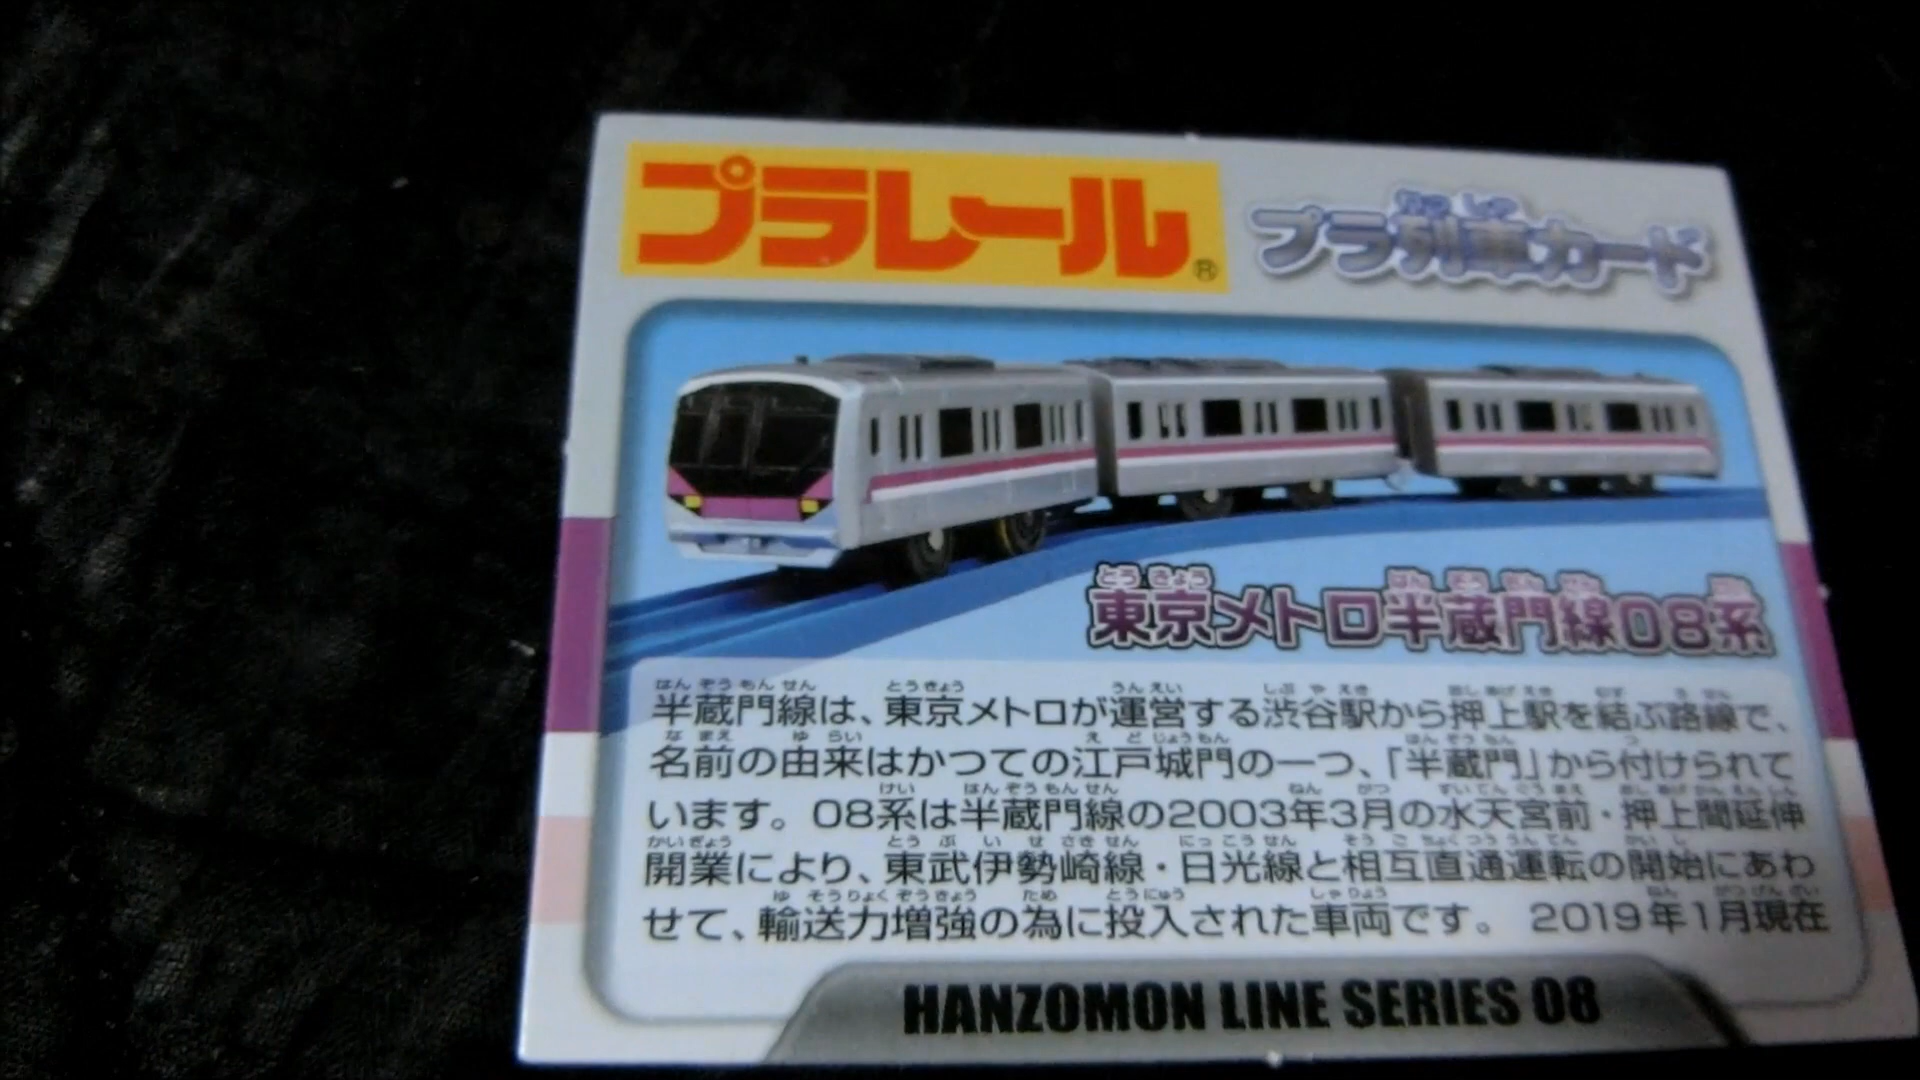 プラレール®
プラ列車カード
東京メトロ半蔵門線08系
半蔵門線は、東京メトロが運営する渋谷駅から押上駅を結ぶ路線で、
名前の由来はかつての江戸城門の一つ、「半蔵門」から付けられて
います。08系は半蔵門線の2003年3月の水天宮前・押上間延伸
開業により、東武伊勢崎線・日光線と相互直通運転の開始にあわ
せて、輸送力増強の為に投入された車両です。 2019年1月現在
HANZOMON LINE SERIES 08